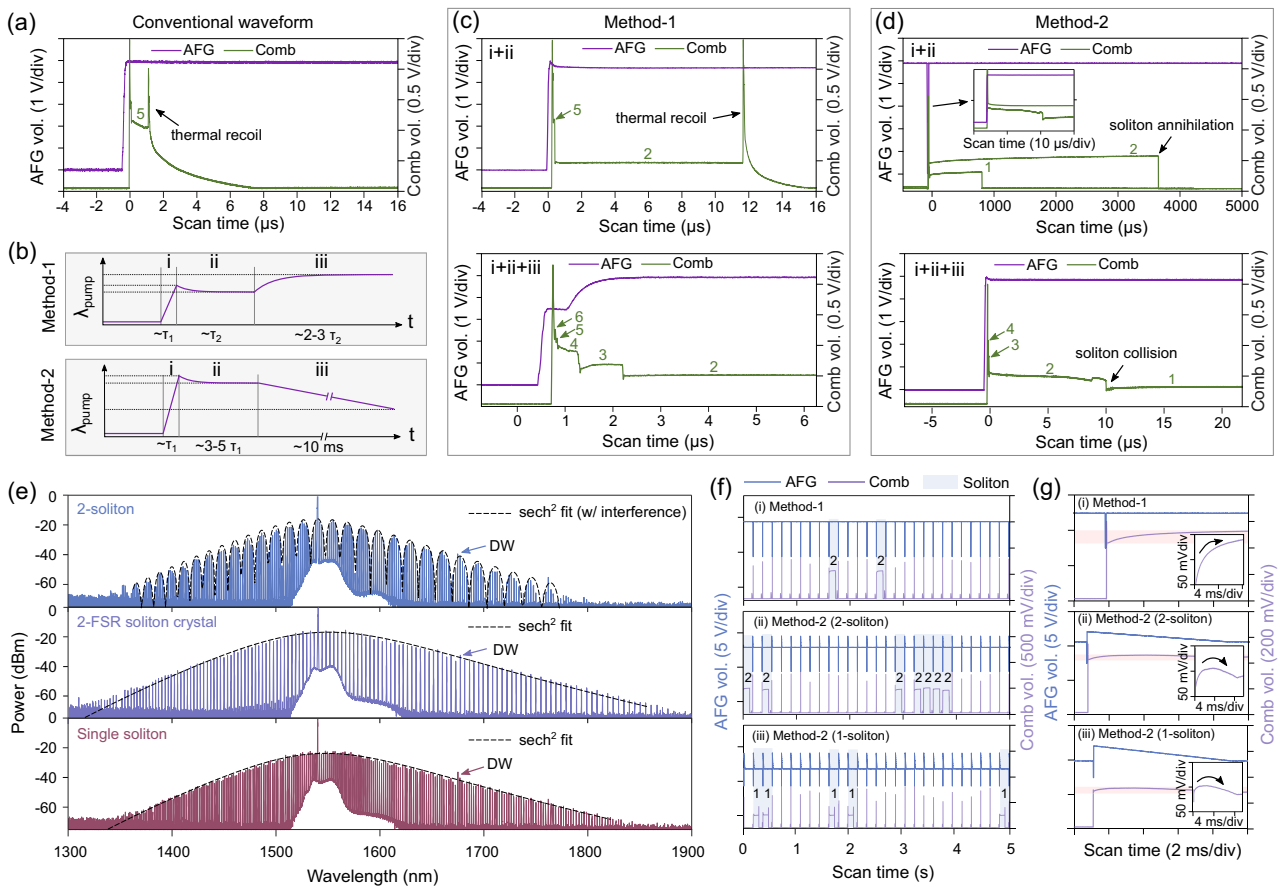 (a)
Conventional waveform
AFG
Comb
AFG vol. (1 V/div)
Comb vol. (0.5 V/div)
5
thermal recoil
-4 -2 0 2 4 6 8 10 12 14 16
Scan time (μs)
(b)
Method-1
λpump
i
ii
iii
~τ1
~τ2
~2-3 τ2
t
Method-2
λpump
i
ii
iii
~τ1
~3-5 τ1
~10 ms
t
(c)
Method-1
i+ii
AFG
Comb
AFG vol. (1 V/div)
Comb vol. (0.5 V/div)
5
2
thermal recoil
-4 -2 0 2 4 6 8 10 12 14 16
Scan time (μs)
i+ii+iii
AFG
Comb
AFG vol. (1 V/div)
Comb vol. (0.5 V/div)
6
5
4
3
2
0 1 2 3 4 5 6
Scan time (μs)
(d)
Method-2
i+ii
AFG
Comb
AFG vol. (1 V/div)
Comb vol. (0.5 V/div)
Scan time (10 μs/div)
soliton annihilation
2
1
0 1000 2000 3000 4000 5000
Scan time (μs)
i+ii+iii
AFG
Comb
AFG vol. (1 V/div)
Comb vol. (0.5 V/div)
4
3
2
soliton collision
1
-5 0 5 10 15 20
Scan time (μs)
(e)
Power (dBm)
0
-20
-40
-60
2-soliton
sech2 fit (w/ interference)
DW
0
-20
-40
-60
2-FSR soliton crystal
sech2 fit
DW
0
-20
-40
-60
Single soliton
sech2 fit
DW
1300 1400 1500 1600 1700 1800 1900
Wavelength (nm)
(f)
AFG
Comb
Soliton
AFG vol. (5 V/div)
Comb vol. (500 mV/div)
(i) Method-1
2 2
(ii) Method-2 (2-soliton)
2 2 2 2 2 2 2
(iii) Method-2 (1-soliton)
1 1 1 1 1
0 1 2 3 4 5
Scan time (s)
(g)
AFG vol. (5 V/div)
Comb vol. (200 mV/div)
(i) Method-1
50 mV/div
4 ms/div
(ii) Method-2 (2-soliton)
50 mV/div
4 ms/div
(iii) Method-2 (1-soliton)
50 mV/div
4 ms/div
Scan time (2 ms/div)